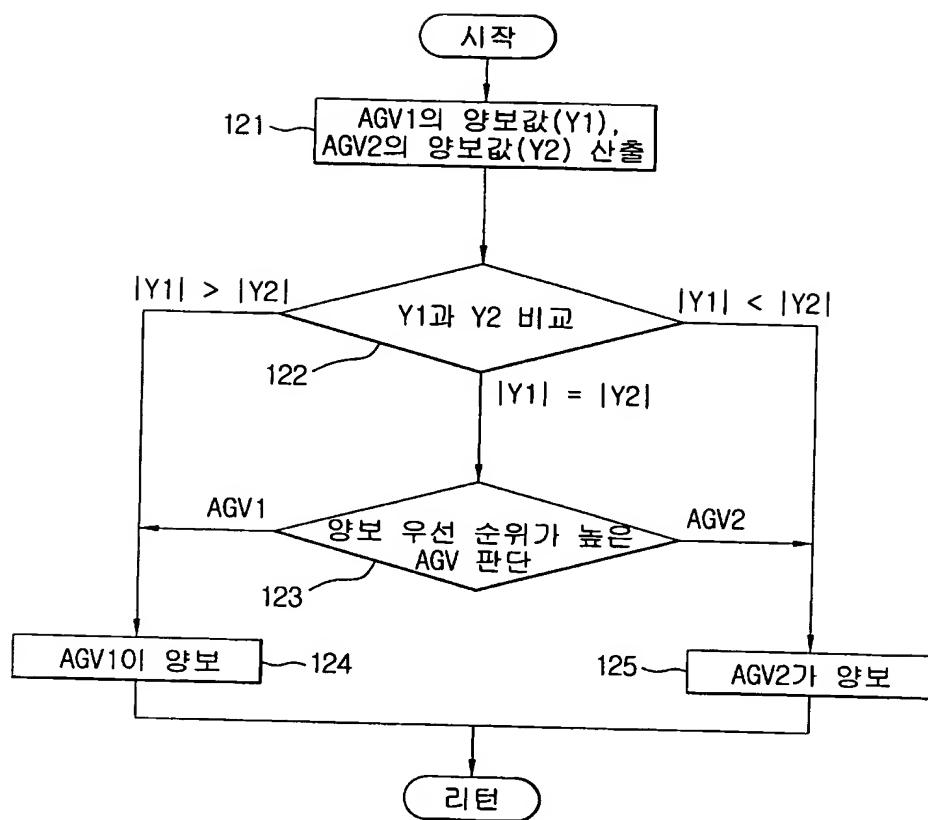 시작
121
AGV1의 양보값(Y1),
AGV2의 양보값(Y2) 산출
|Y1| > |Y2|
Y1과 Y2 비교
|Y1| < |Y2|
122
|Y1| = |Y2|
AGV1
양보 우선 순위가 높은
AGV 판단
AGV2
123
AGV1이 양보
124
125
AGV2가 양보
리턴